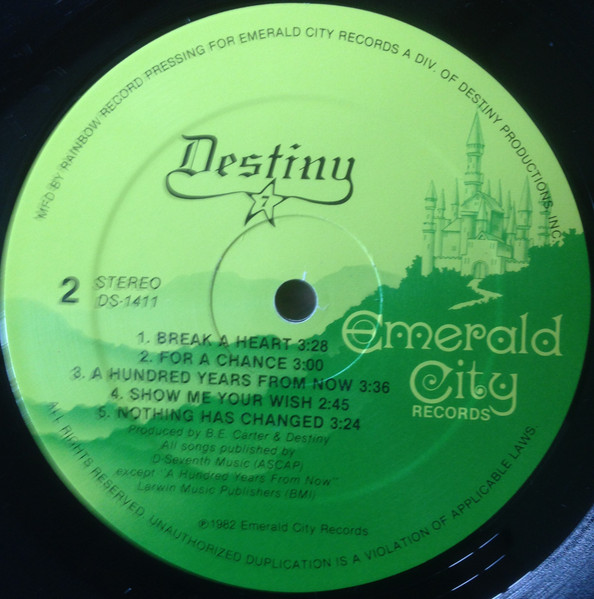 MFD BY RAINBOW RECORD PRESSING FOR EMERALD CITY RECORDS A DIV. OF DESTINY PRODUCTIONS, INC.
Destiny
7
2 STEREO
DS-1411
1. BREAK A HEART 3:28
2. FOR A CHANCE 3:00
3. A HUNDRED YEARS FROM NOW 3:36
4. SHOW ME YOUR WISH 2:45
5. NOTHING HAS CHANGED 3:24
Emerald
City
RECORDS
Produced by B.E. Carter & Destiny
All songs published by
D-Seventh Music (ASCAP)
except "A Hundred Years From Now"
Lerwin Music Publishers (BMI)
℗1982 Emerald City Records
ALL RIGHTS RESERVED. UNAUTHORIZED DUPLICATION IS A VIOLATION OF APPLICABLE LAWS